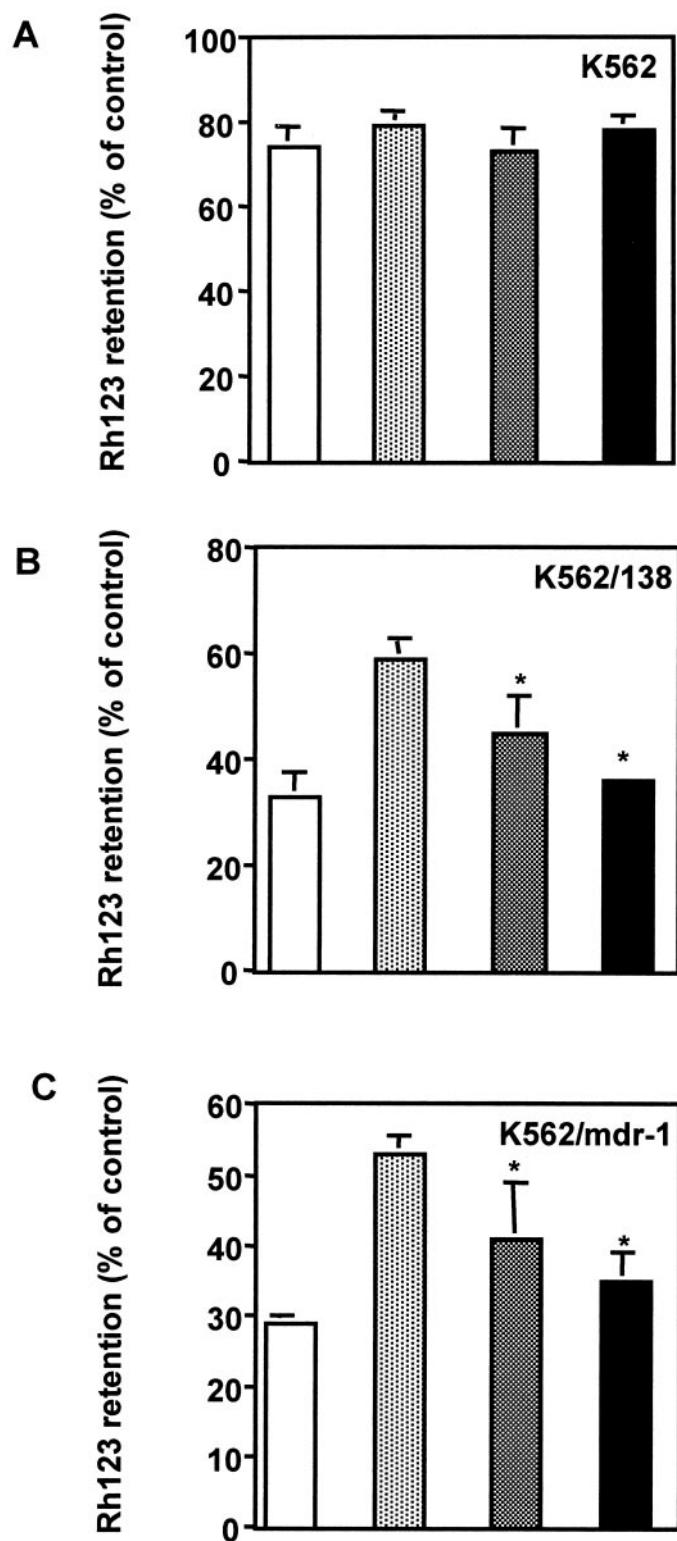 A
Rh123 retention (% of control)
100
80
60
40
20
0
K562
B
Rh123 retention (% of control)
80
60
40
20
0
K562/138
*
*
C
Rh123 retention (% of control)
60
50
40
30
20
10
0
K562/mdr-1
*
*